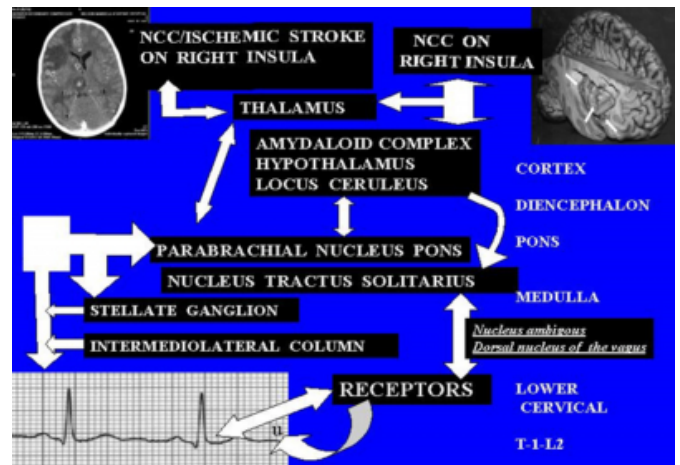 NCC/ISCHEMIC STROKE
ON RIGHT INSULA
NCC ON
RIGHT INSULA
THALAMUS
AMYDALOID COMPLEX
HYPOTHALAMUS
LOCUS CERULEUS
CORTEX
DIENCEPHALON
PARABRACHIAL NUCLEUS PONS
PONS
NUCLEUS TRACTUS SOLITARIUS
MEDULLA
STELLATE GANGLION
Nucleus ambigous
Dorsal nucleus of the vagus
INTERMEDIOLATERAL COLUMN
RECEPTORS
LOWER
CERVICAL
u
T-1-L2